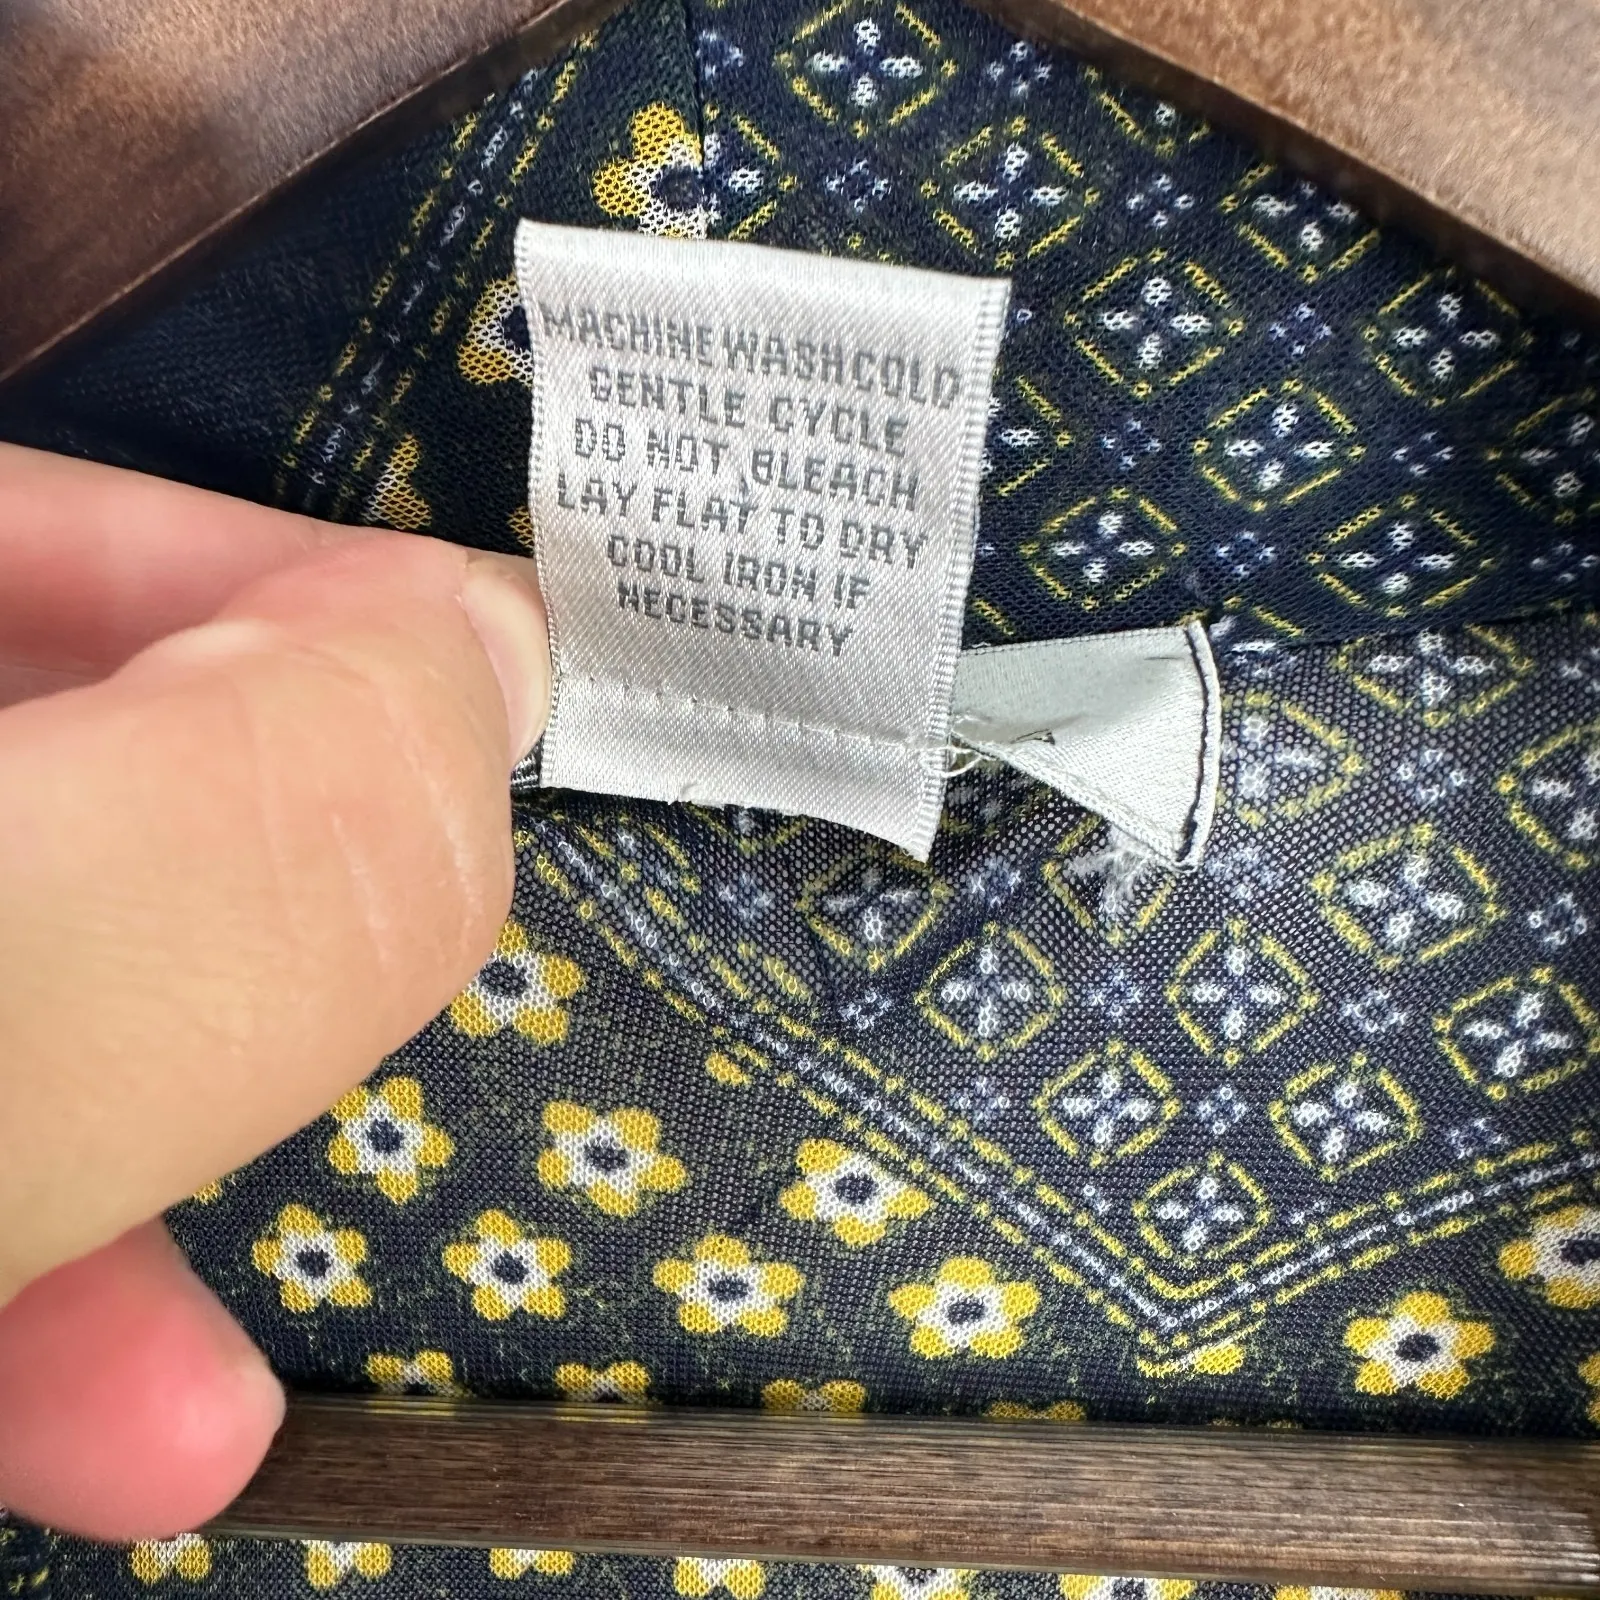 MACHINE WASH COLD
GENTLE CYCLE
DO NOT BLEACH
LAY FLAT TO DRY
COOL IRON IF
NECESSARY